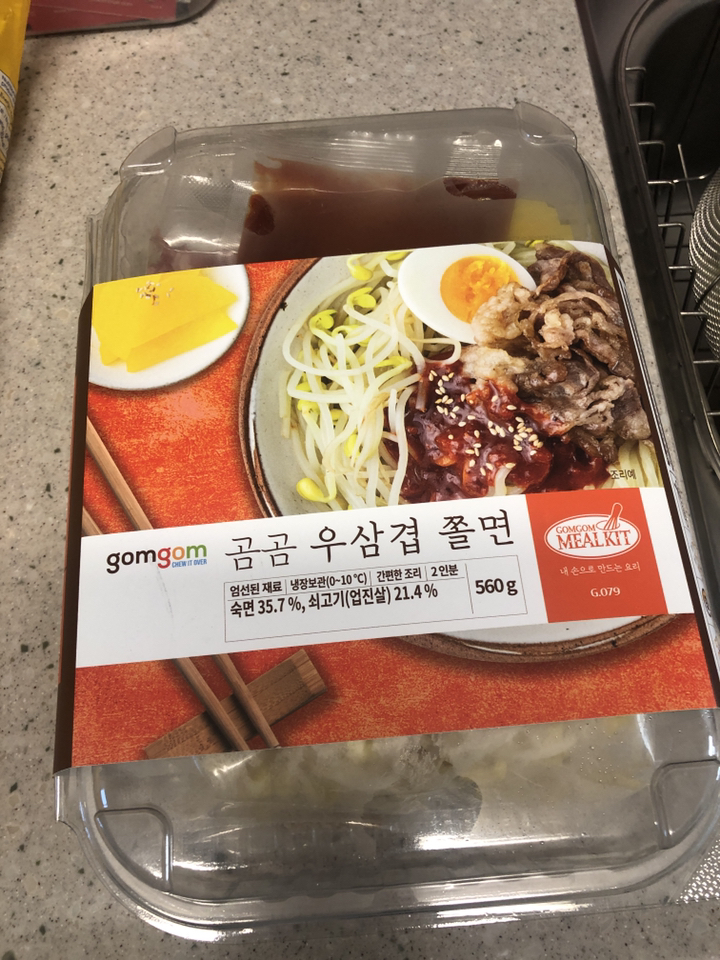 조리예
gomgom
CHEW IT OVER
곰곰 우삼겹 쫄면
엄선된 재료 | 냉장보관(0~10℃) | 간편한 조리 | 2인분
숙면 35.7 %, 쇠고기(업진살) 21.4 %
560 g
GOMGOM
MEALKIT
내 손으로 만드는 요리
G.079